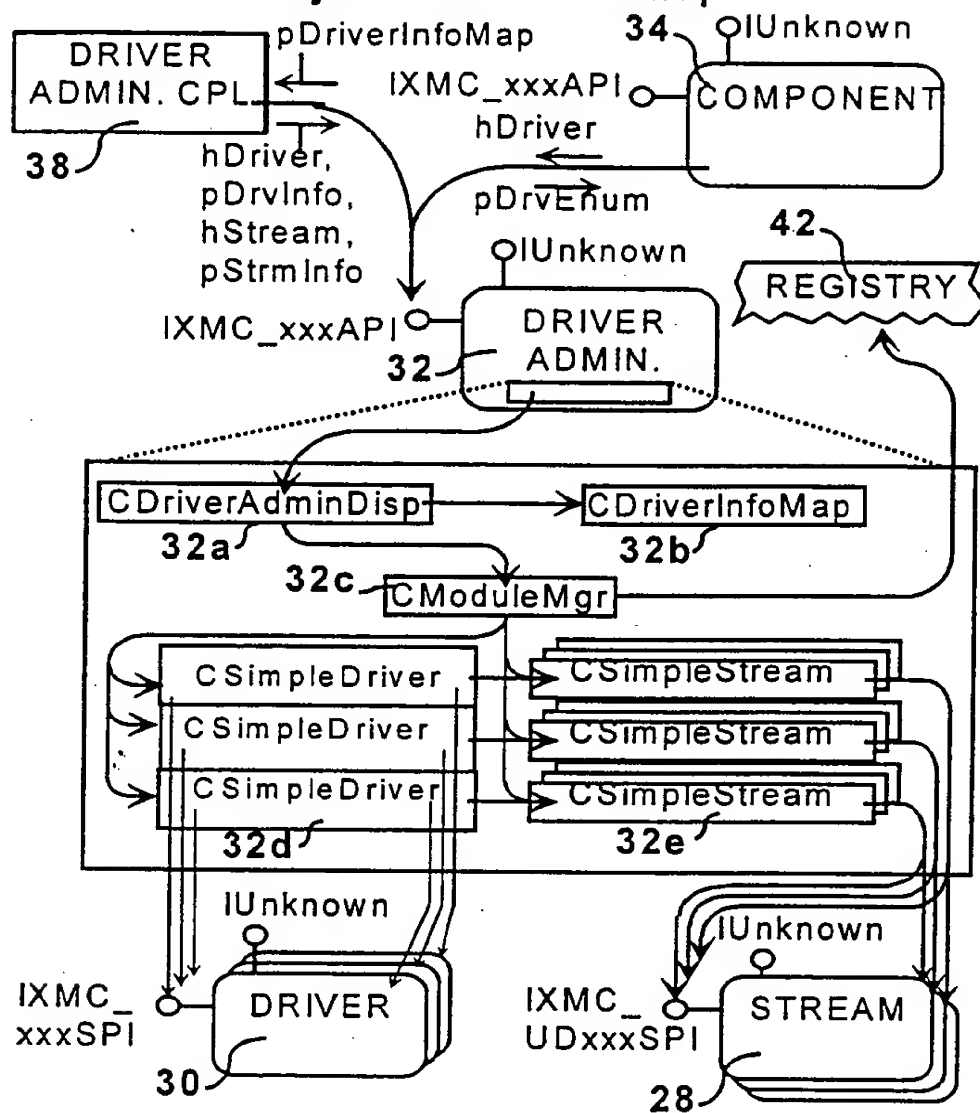 pDriverInfoMap
34
IUnknown
DRIVER
ADMIN. CPL
IXMC_xxxAPI
COMPONENT
hDriver
38
hDriver,
pDrvInfo,
hStream,
pStrmInfo
pDrvEnum
42
IUnknown
REGISTRY
IXMC_xxxAPI
DRIVER
ADMIN.
32
CDriverAdminDisp
CDriverInfoMap
32a
32b
32c
CModuleMgr
CSimpleDriver
CSimpleStream
CSimpleDriver
CSimpleStream
CSimpleDriver
CSimpleStream
32d
32e
IUnknown
IUnknown
IXMC_
xxxSPI
DRIVER
IXMC_
UDxxxSPI
STREAM
30
28